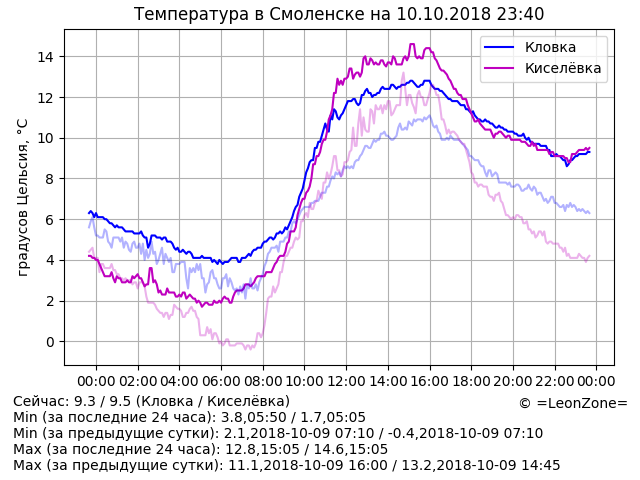 Температура в Смоленске на 10.10.2018 23:40
градусов Цельсия, °C
14
12
10
8
6
4
2
0
Кловка
Киселёвка
00:00 02:00 04:00 06:00 08:00 10:00 12:00 14:00 16:00 18:00 20:00 22:00 00:00
Сейчас: 9.3 / 9.5 (Кловка / Киселёвка)
© =LeonZone=
Min (за последние 24 часа): 3.8,05:50 / 1.7,05:05
Min (за предыдущие сутки): 2.1,2018-10-09 07:10 / -0.4,2018-10-09 07:10
Max (за последние 24 часа): 12.8,15:05 / 14.6,15:05
Max (за предыдущие сутки): 11.1,2018-10-09 16:00 / 13.2,2018-10-09 14:45